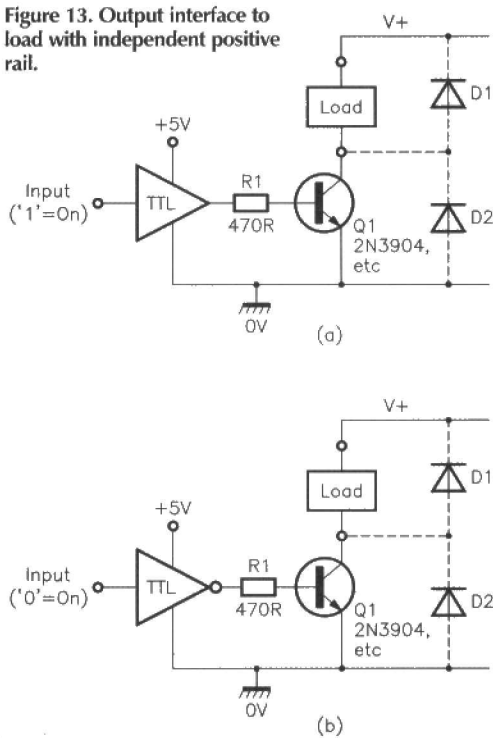 Figure 13. Output interface to
load with independent positive
rail.
V+
Load
D1
+5V
Input
('1'=On)
TTL
R1
470R
Q1
2N3904,
etc
D2
0V
(a)
V+
Load
D1
+5V
Input
('0'=On)
TTL
R1
470R
Q1
2N3904,
etc
D2
0V
(b)